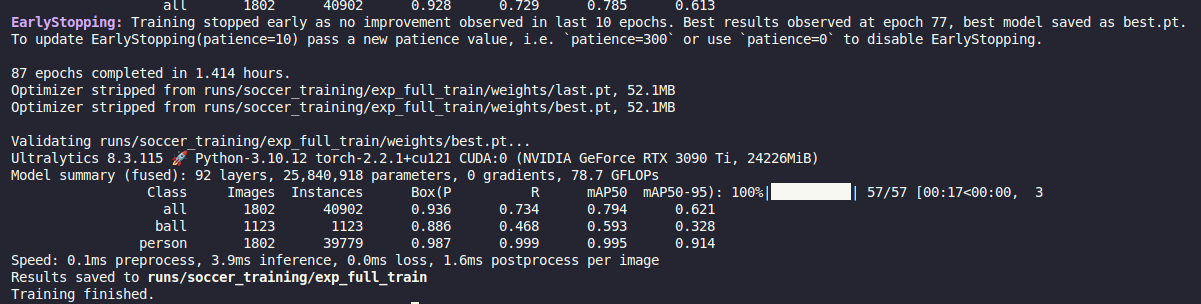 all 1802 40902 0.928 0.729 0.785 0.613
EarlyStopping: Training stopped early as no improvement observed in last 10 epochs. Best results observed at epoch 77, best model saved as best.pt.
To update EarlyStopping(patience=10) pass a new patience value, i.e. `patience=300` or use `patience=0` to disable EarlyStopping.
87 epochs completed in 1.414 hours.
Optimizer stripped from runs/soccer_training/exp_full_train/weights/last.pt, 52.1MB
Optimizer stripped from runs/soccer_training/exp_full_train/weights/best.pt, 52.1MB
Validating runs/soccer_training/exp_full_train/weights/best.pt...
Ultralytics 8.3.115 🚀 Python-3.10.12 torch-2.2.1+cu121 CUDA:0 (NVIDIA GeForce RTX 3090 Ti, 24226MiB)
Model summary (fused): 92 layers, 25,840,918 parameters, 0 gradients, 78.7 GFLOPs
Class Images Instances Box(P R mAP50 mAP50-95): 100%|██████████| 57/57 [00:17<00:00, 3
all 1802 40902 0.936 0.734 0.794 0.621
ball 1123 1123 0.886 0.468 0.593 0.328
person 1802 39779 0.987 0.999 0.995 0.914
Speed: 0.1ms preprocess, 3.9ms inference, 0.0ms loss, 1.6ms postprocess per image
Results saved to runs/soccer_training/exp_full_train
Training finished.